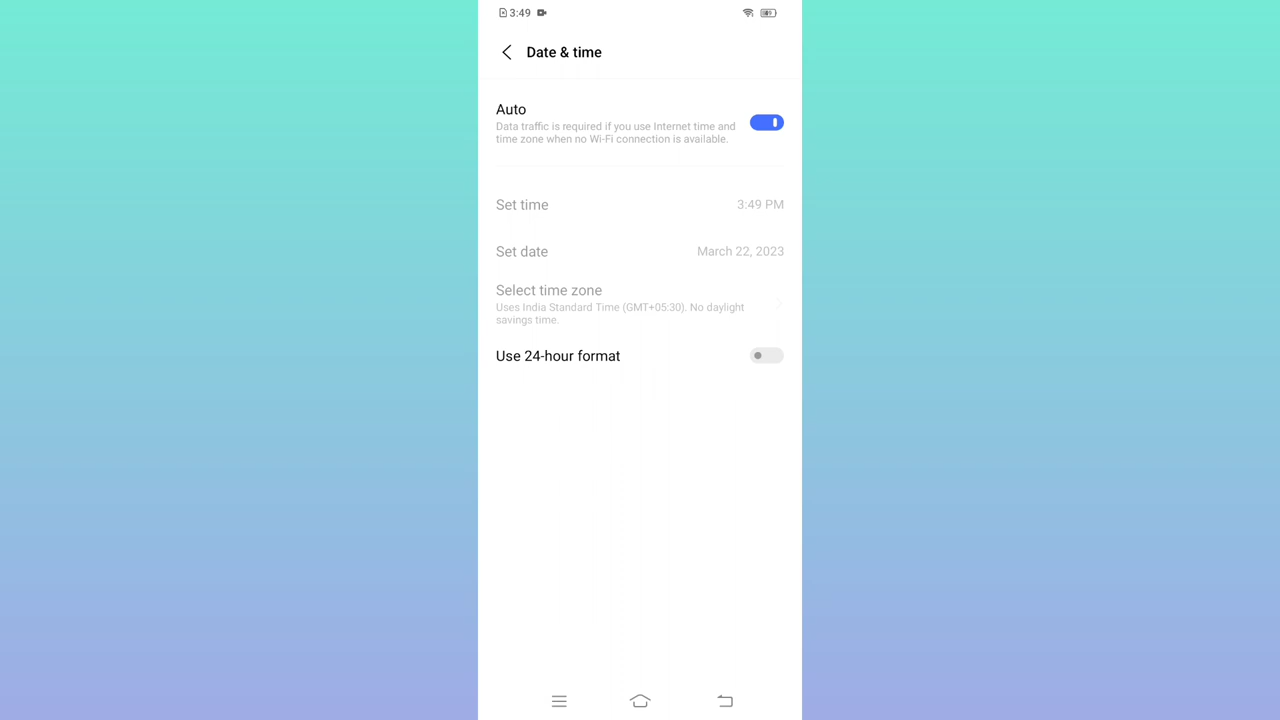 3:49
Date & time
Auto
Data traffic is required if you use Internet time and
time zone when no Wi-Fi connection is available.
Set time 3:49 PM
Set date March 22, 2023
Select time zone
Uses India Standard Time (GMT+05:30). No daylight
savings time.
Use 24-hour format